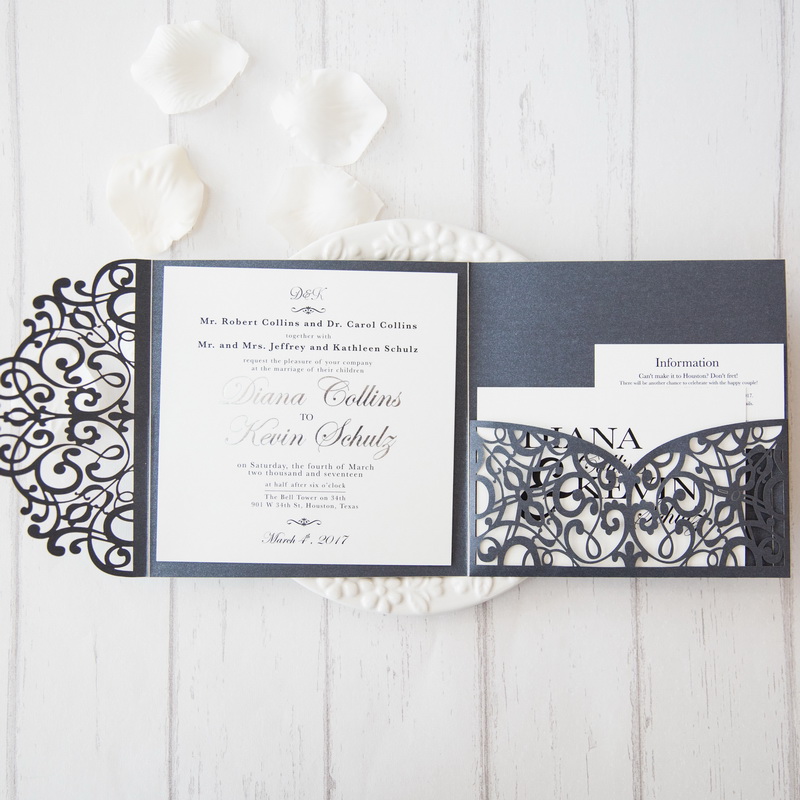 D&K
Mr. Robert Collins and Dr. Carol Collins
together with
Mr. and Mrs. Jeffrey and Kathleen Schulz
request the pleasure of your company
at the marriage of their children
Diana Collins
TO
Kevin Schulz
on Saturday, the fourth of March
two thousand and seventeen
at half after six o'clock
The Bell Tower on 34th
901 W 34th St, Houston, Texas
March 4th, 2017
Information
Can't make it to Houston? Don't fret!
There will be another chance to celebrate with the happy couple!
DIANA
&
KEVIN